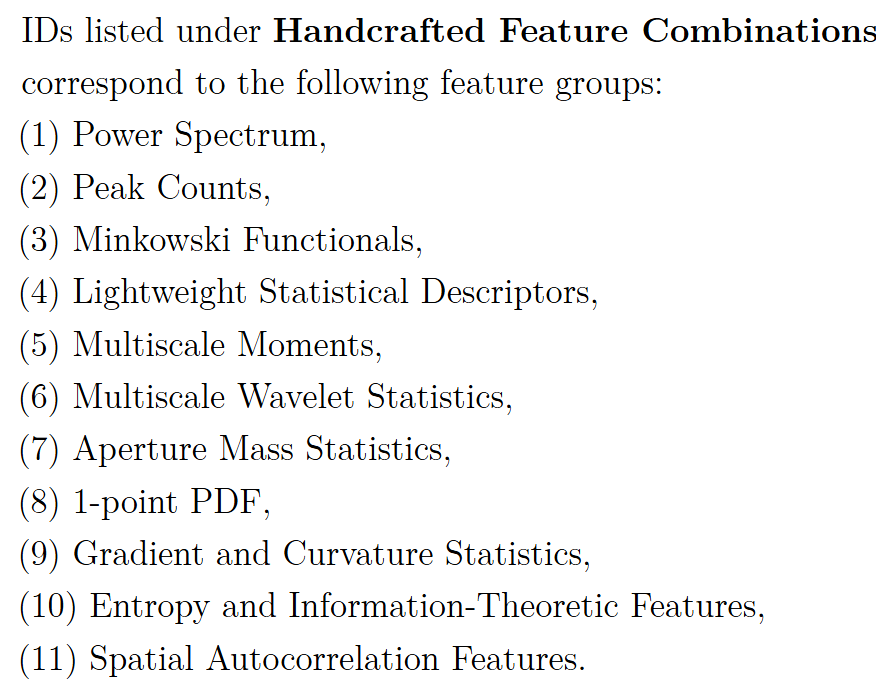 IDs listed under Handcrafted Feature Combinations
correspond to the following feature groups:
(1) Power Spectrum,
(2) Peak Counts,
(3) Minkowski Functionals,
(4) Lightweight Statistical Descriptors,
(5) Multiscale Moments,
(6) Multiscale Wavelet Statistics,
(7) Aperture Mass Statistics,
(8) 1-point PDF,
(9) Gradient and Curvature Statistics,
(10) Entropy and Information-Theoretic Features,
(11) Spatial Autocorrelation Features.